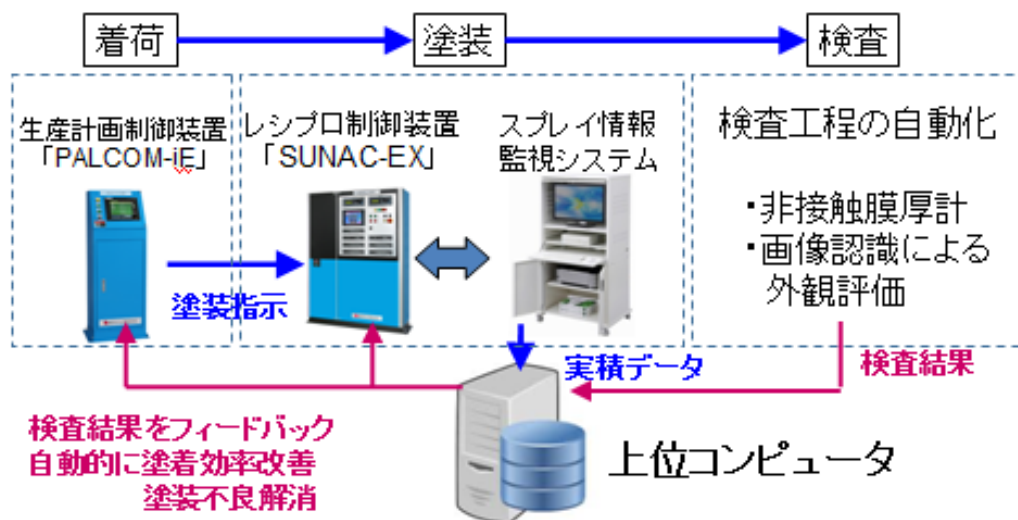 着荷
塗装
検査
生産計画制御装置
「PALCOM-iE」
レシプロ制御装置
「SUNAC-EX」
スプレイ情報
監視システム
検査工程の自動化
・非接触膜厚計
・画像認識による
外観評価
塗装指示
実積データ
検査結果
検査結果をフィードバック
自動的に塗着効率改善
塗装不良解消
上位コンピュータ